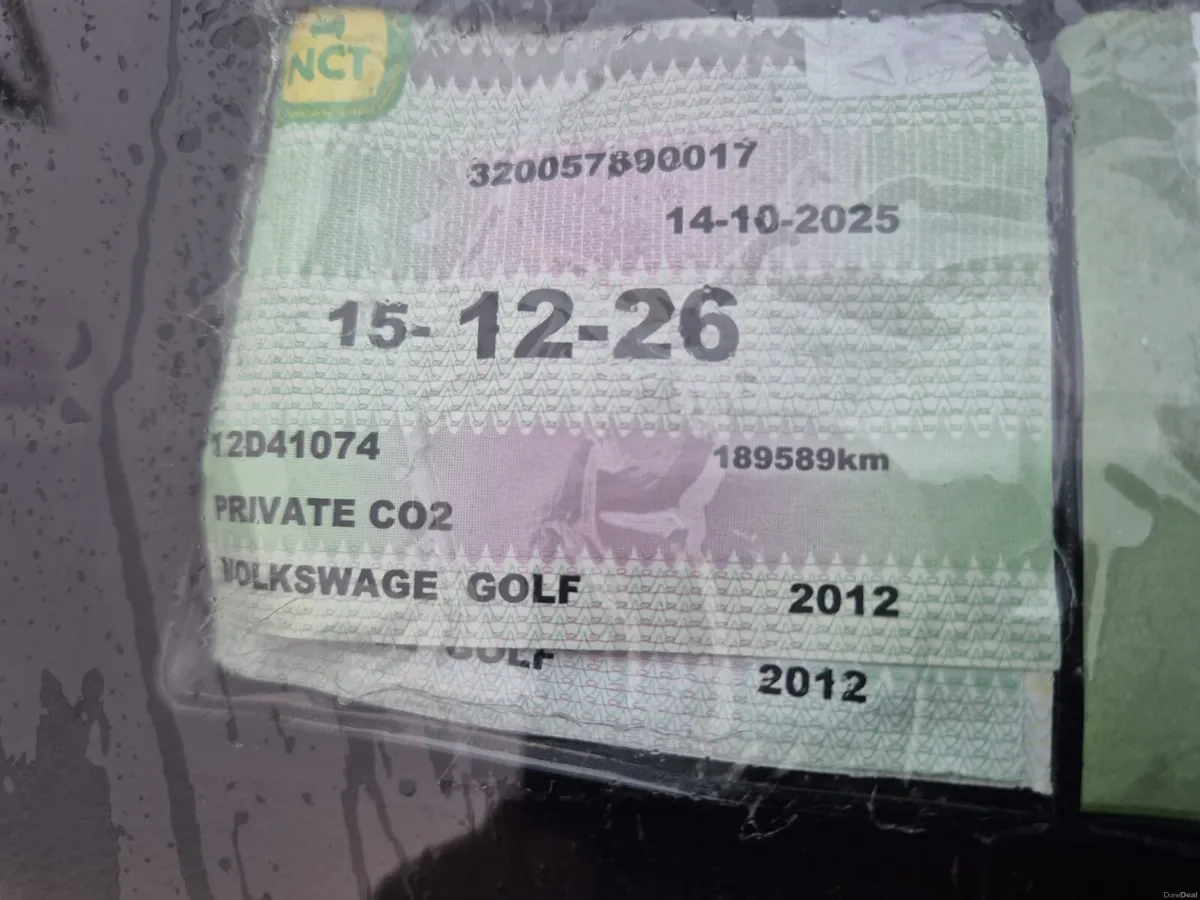 NCT
320057890017
14-10-2025
15-12-26
12D41074 189589km
PRIVATE CO2
VOLKSWAGE GOLF 2012
GOLF 2012
DoneDeal